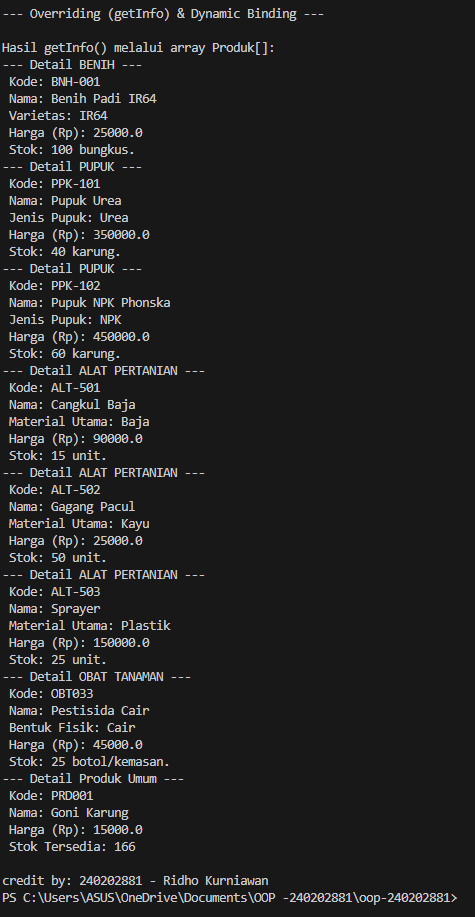 --- Overriding (getInfo) & Dynamic Binding ---
Hasil getInfo() melalui array Produk[]:
--- Detail BENIH ---
Kode: BNH-001
Nama: Benih Padi IR64
Varietas: IR64
Harga (Rp): 25000.0
Stok: 100 bungkus.
--- Detail PUPUK ---
Kode: PPK-101
Nama: Pupuk Urea
Jenis Pupuk: Urea
Harga (Rp): 350000.0
Stok: 40 karung.
--- Detail PUPUK ---
Kode: PPK-102
Nama: Pupuk NPK Phonska
Jenis Pupuk: NPK
Harga (Rp): 450000.0
Stok: 60 karung.
--- Detail ALAT PERTANIAN ---
Kode: ALT-501
Nama: Cangkul Baja
Material Utama: Baja
Harga (Rp): 90000.0
Stok: 15 unit.
--- Detail ALAT PERTANIAN ---
Kode: ALT-502
Nama: Gagang Pacul
Material Utama: Kayu
Harga (Rp): 25000.0
Stok: 50 unit.
--- Detail ALAT PERTANIAN ---
Kode: ALT-503
Nama: Sprayer
Material Utama: Plastik
Harga (Rp): 150000.0
Stok: 25 unit.
--- Detail OBAT TANAMAN ---
Kode: OBT033
Nama: Pestisida Cair
Bentuk Fisik: Cair
Harga (Rp): 45000.0
Stok: 25 botol/kemasan.
--- Detail Produk Umum ---
Kode: PRD001
Nama: Goni Karung
Harga (Rp): 15000.0
Stok Tersedia: 166
credit by: 240202881 - Ridho Kurniawan
PS C:\Users\ASUS\OneDrive\Documents\OOP -240202881\oop-240202881>